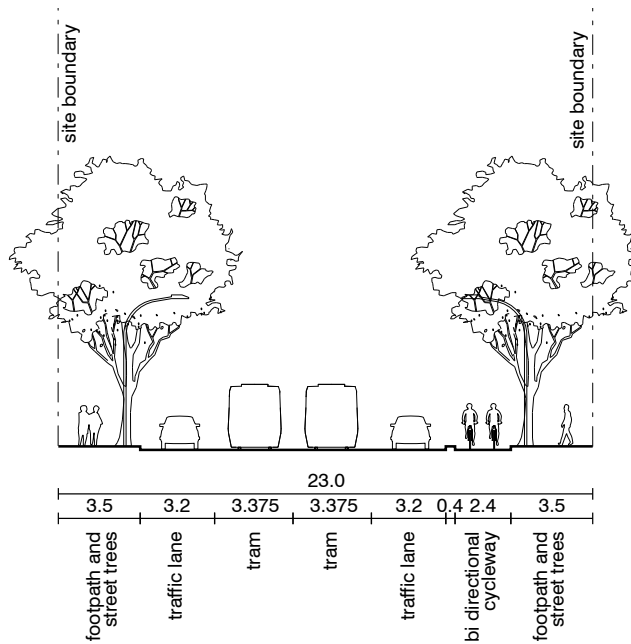 site boundary
site boundary
23.0
3.5 3.2 3.375 3.375 3.2 0.4 2.4 3.5
footpath and
street trees
traffic lane
tram
tram
traffic lane
bi directional
cycleway
footpath and
street trees